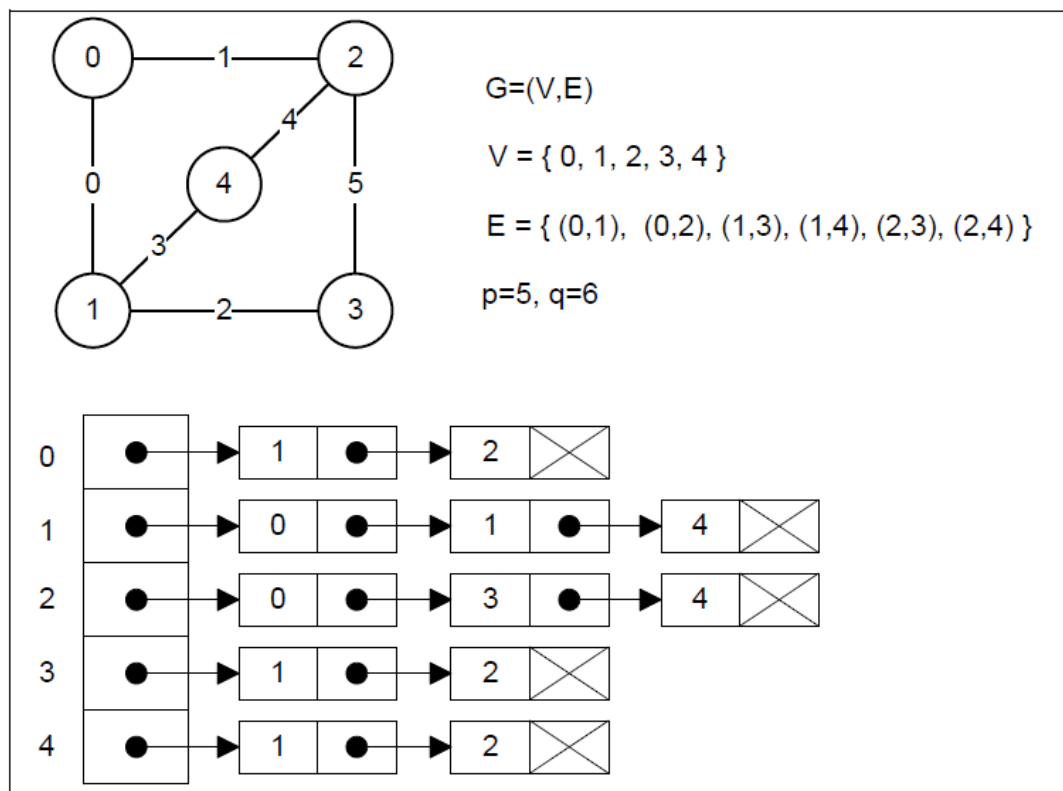 0 1 2
4
G=(V,E)
V = { 0, 1, 2, 3, 4 }
0 4 5
E = { (0,1), (0,2), (1,3), (1,4), (2,3), (2,4) }
3
p=5, q=6
1 2 3
0 1 2
1 0 1 4
2 0 3 4
3 1 2
4 1 2